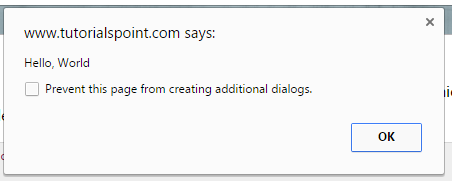 www.tutorialspoint.com says:
Hello, World
Prevent this page from creating additional dialogs.
OK